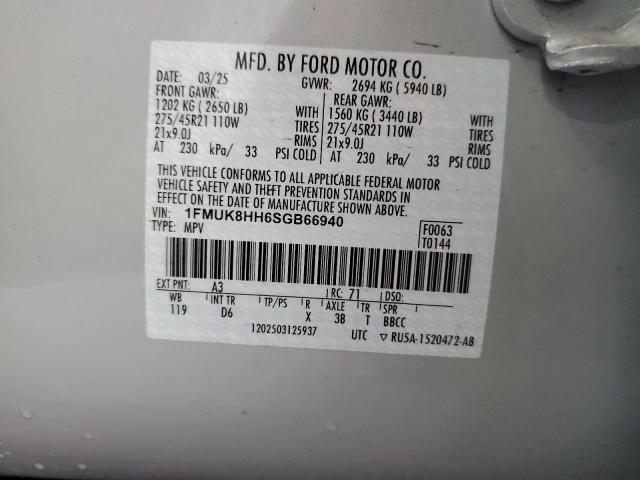 MFD. BY FORD MOTOR CO.
DATE: 03/25 GVWR: 2694 KG ( 5940 LB)
FRONT GAWR: REAR GAWR:
1202 KG ( 2650 LB) WITH 1560 KG ( 3440 LB) WITH
275/45R21 110W TIRES 275/45R21 110W TIRES
21x9.0J RIMS 21x9.0J RIMS
AT 230 kPa/ 33 PSI COLD AT 230 kPa/ 33 PSI COLD
THIS VEHICLE CONFORMS TO ALL APPLICABLE FEDERAL MOTOR
VEHICLE SAFETY AND THEFT PREVENTION STANDARDS IN
EFFECT ON THE DATE OF MANUFACTURE SHOWN ABOVE.
VIN: 1FMUK8HH6SGB66940 F0063
TYPE: MPV T0144
EXT PNT: A3 RC: 71 DSO:
WB INT TR TP/PS R AXLE TR SPR
119 D6 X 3B T BBCC
1202503125937 UTC ▽ RU5A-1520472-AB